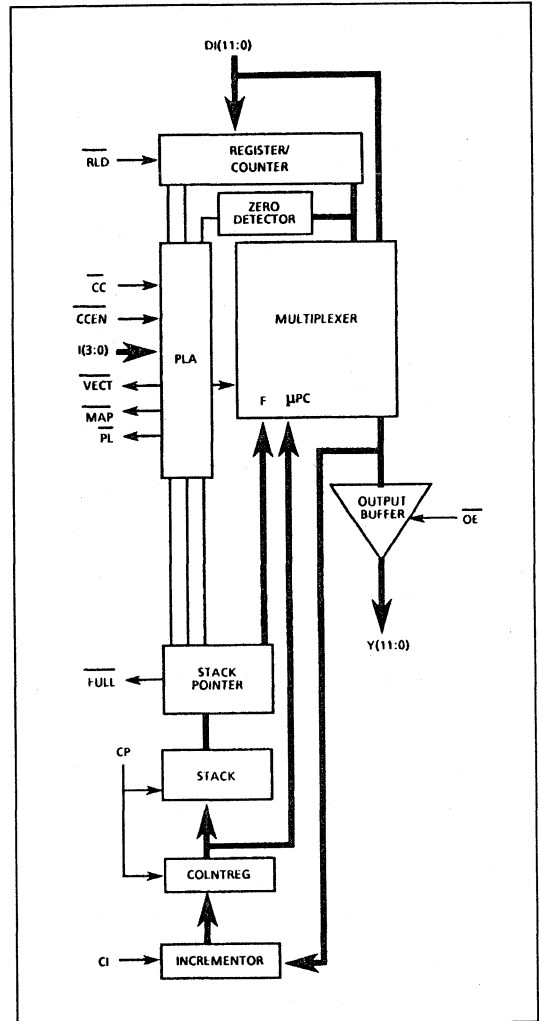 DI(11:0)
RLD
REGISTER/
COUNTER
ZERO
DETECTOR
CC
CCEN
I(3:0)
VECT
MAP
PL
PLA
MULTIPLEXER
F
µPC
OUTPUT
BUFFER
OE
Y(11:0)
FULL
STACK
POINTER
CP
STACK
COLNTREG
CI
INCREMENTOR